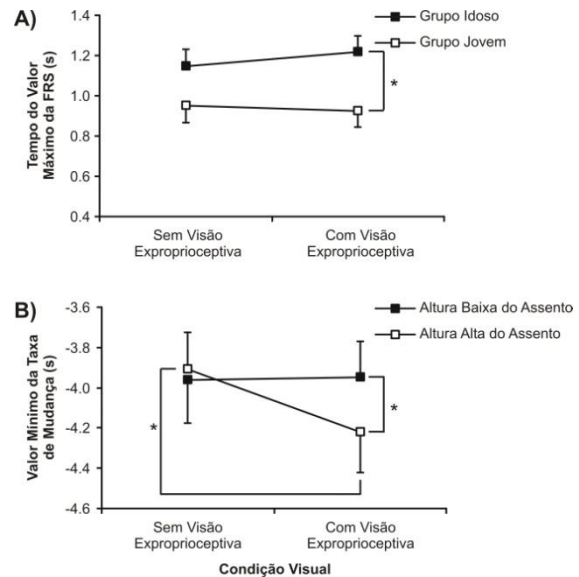 A)
Grupo Idoso
Grupo Jovem
Tempo do Valor
Máximo da FRS (s)
1.4
1.2
1.0
0.8
0.6
0.4
*
Sem Visão
Exproprioceptiva
Com Visão
Exproprioceptiva
B)
Altura Baixa do Assento
Altura Alta do Assento
Valor Mínimo da Taxa
de Mudança (s)
-3.6
-3.8
-4.0
-4.2
-4.4
-4.6
*
*
Sem Visão
Exproprioceptiva
Com Visão
Exproprioceptiva
Condição Visual